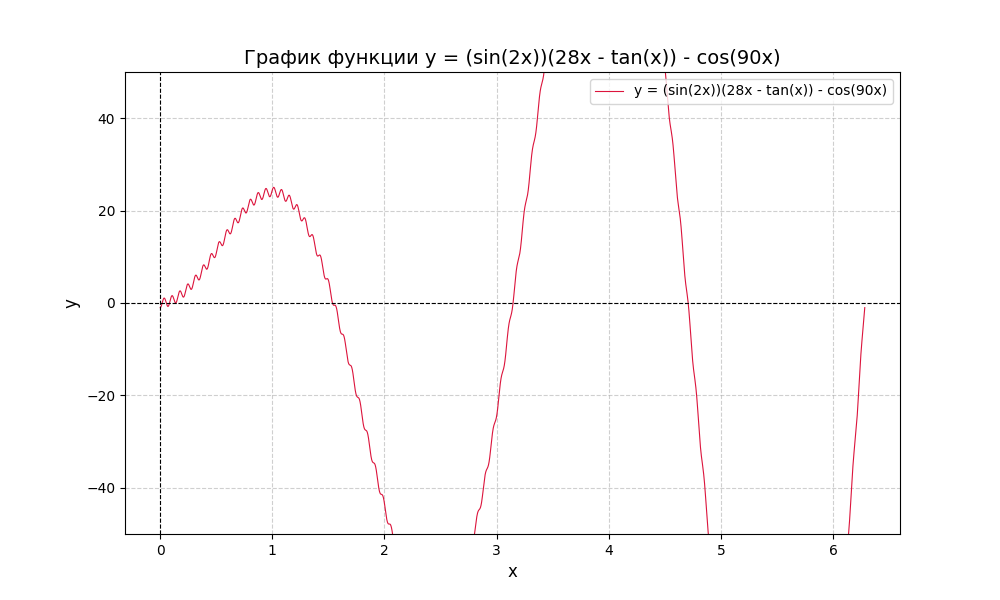 График функции y = (sin(2x))(28x - tan(x)) - cos(90x)
y = (sin(2x))(28x - tan(x)) - cos(90x)
40
20
0
−20
−40
y
0 1 2 3 4 5 6
x